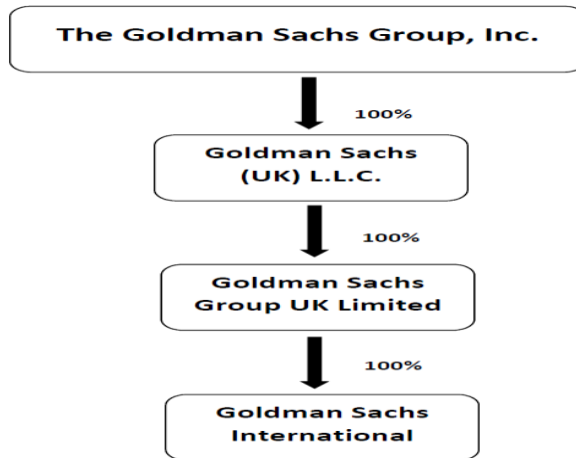 The Goldman Sachs Group, Inc.
100%
Goldman Sachs
(UK) L.L.C.
100%
Goldman Sachs
Group UK Limited
100%
Goldman Sachs
International